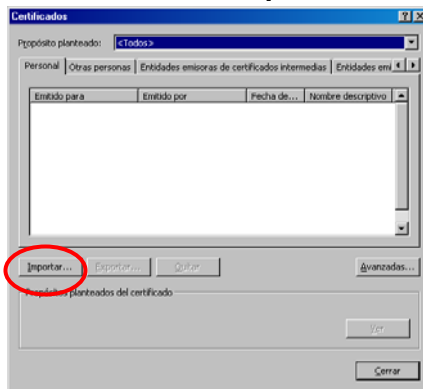 Certificados
Propósito planteado: <Todos>
Personal Otras personas Entidades emisoras de certificados intermedias Entidades emi
Emitido para Emitido por Fecha de... Nombre descriptivo
Importar... Exportar... Quitar Avanzadas...
Propósitos planteados del certificado
Ver
Cerrar